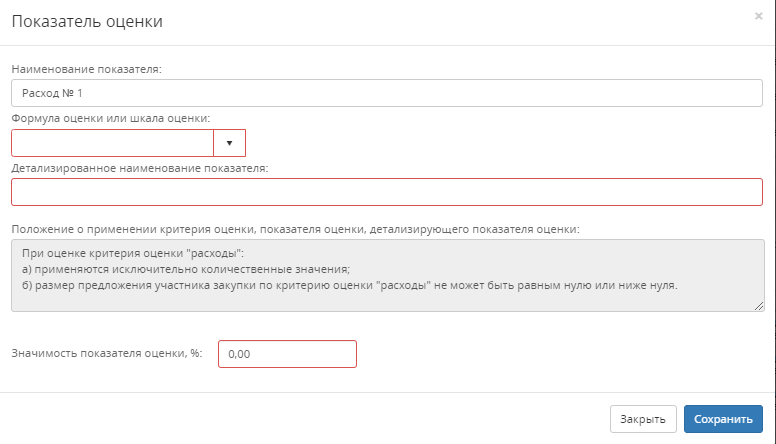 Показатель оценки
×
Наименование показателя:
Расход № 1
Формула оценки или шкала оценки:
Детализированное наименование показателя:
Положение о применении критерия оценки, показателя оценки, детализирующего показателя оценки:
При оценке критерия оценки "расходы":
а) применяются исключительно количественные значения;
б) размер предложения участника закупки по критерию оценки "расходы" не может быть равным нулю или ниже нуля.
Значимость показателя оценки, %:
0,00
Закрыть
Сохранить